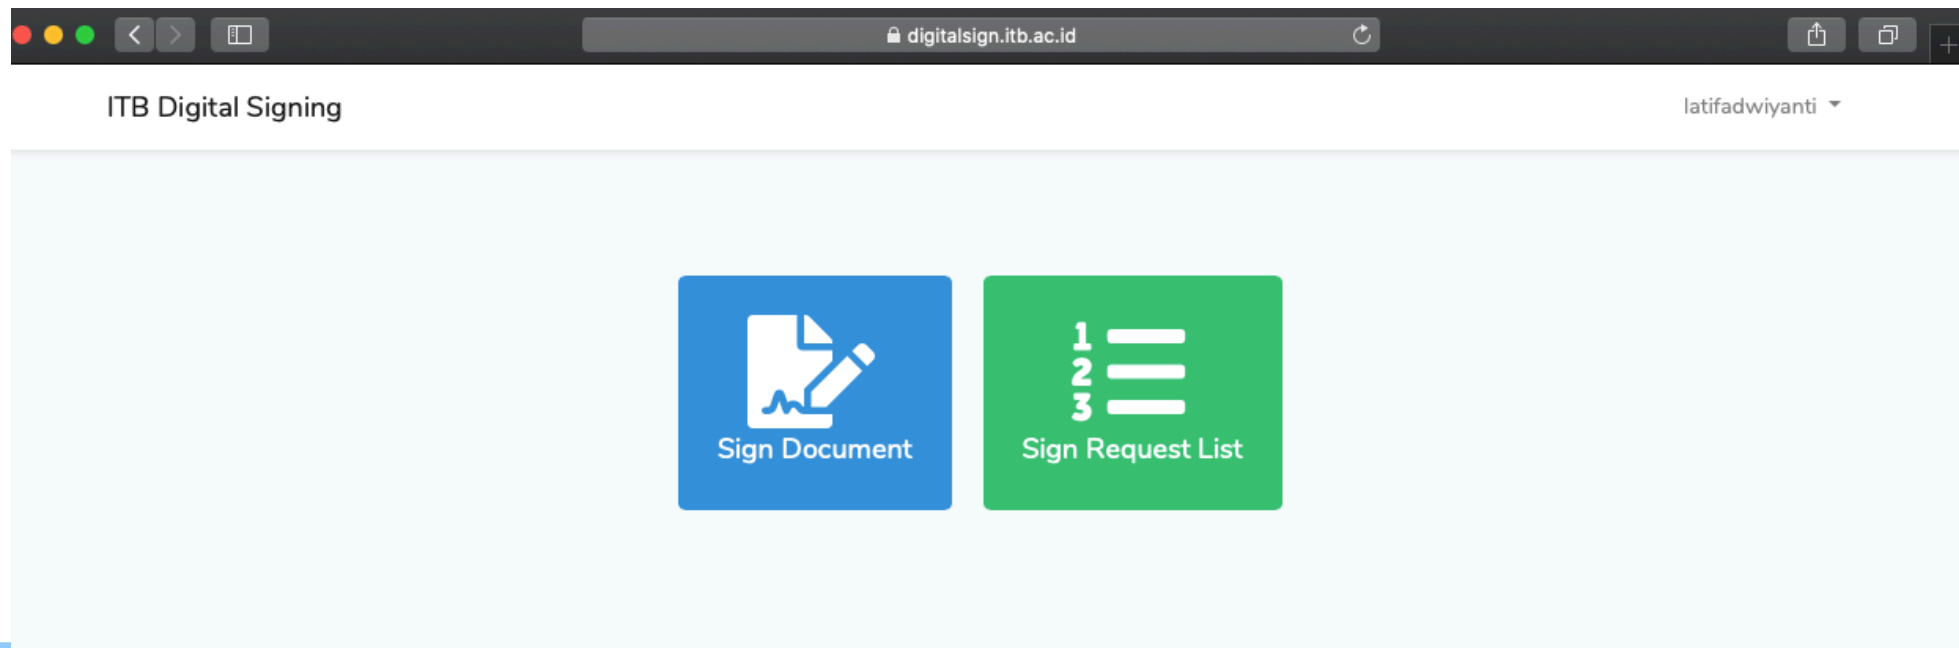 digitalsign.itb.ac.id
ITB Digital Signing
latifadwiyanti
1
2
3
Sign Document
Sign Request List